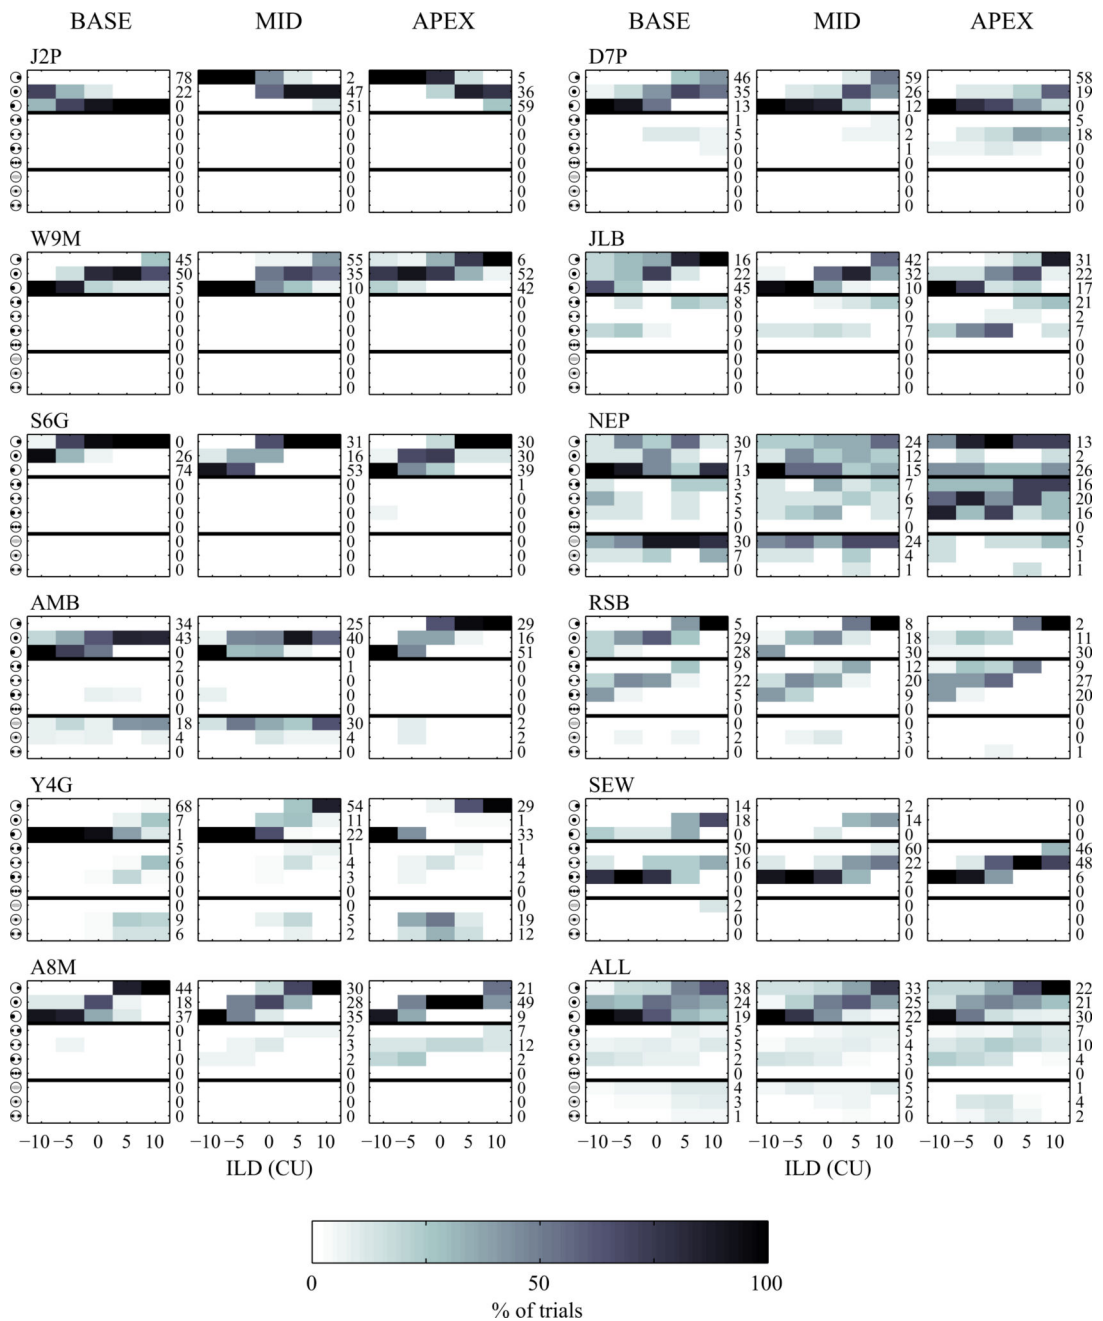 BASE MID APEX BASE MID APEX
J2P D7P
78 2 5 46 59 58
22 47 36 35 26 19
0 51 59 13 12 0
0 0 0 1 0 5
0 0 0 5 2 18
0 0 0 0 1 0
0 0 0 0 0 0
0 0 0 0 0 0
0 0 0 0 0 0
0 0 0 0 0 0
W9M JLB
45 55 6 16 42 31
50 35 52 22 32 22
5 10 42 45 10 17
0 0 0 8 9 21
0 0 0 0 0 2
0 0 0 9 7 7
0 0 0 0 0 0
0 0 0 0 0 0
0 0 0 0 0 0
0 0 0 0 0 0
S6G NEP
0 31 30 30 24 13
26 16 30 7 12 2
74 53 39 13 15 26
0 0 1 3 7 16
0 0 0 5 6 20
0 0 0 5 7 16
0 0 0 0 0 0
0 0 0 30 24 5
0 0 0 7 4 1
0 0 0 0 1 1
AMB RSB
34 25 29 5 8 2
43 40 16 29 18 11
0 0 51 28 30 30
2 1 0 9 12 9
0 0 0 22 20 27
0 0 0 5 9 20
0 0 0 0 0 0
18 30 2 0 0 0
4 4 2 2 3 0
0 0 0 0 0 1
Y4G SEW
68 54 29 14 2 0
7 11 1 18 14 0
1 22 33 0 0 0
5 1 1 50 60 46
6 4 4 16 22 48
0 3 2 0 2 6
0 0 0 0 0 0
0 0 0 2 0 0
9 5 19 0 0 0
6 2 12 0 0 0
A8M ALL
44 30 21 38 33 22
18 28 49 24 25 21
37 35 9 19 22 30
0 2 7 5 5 7
1 3 12 5 4 10
0 2 2 4 3 4
0 0 0 0 0 0
0 0 0 4 5 1
0 0 0 3 2 4
0 0 0 1 2 2
−10 −5 0 5 10 −10 −5 0 5 10 −10 −5 0 5 10 −10 −5 0 5 10 −10 −5 0 5 10 −10 −5 0 5 10
ILD (CU) ILD (CU)
0 50 100
% of trials